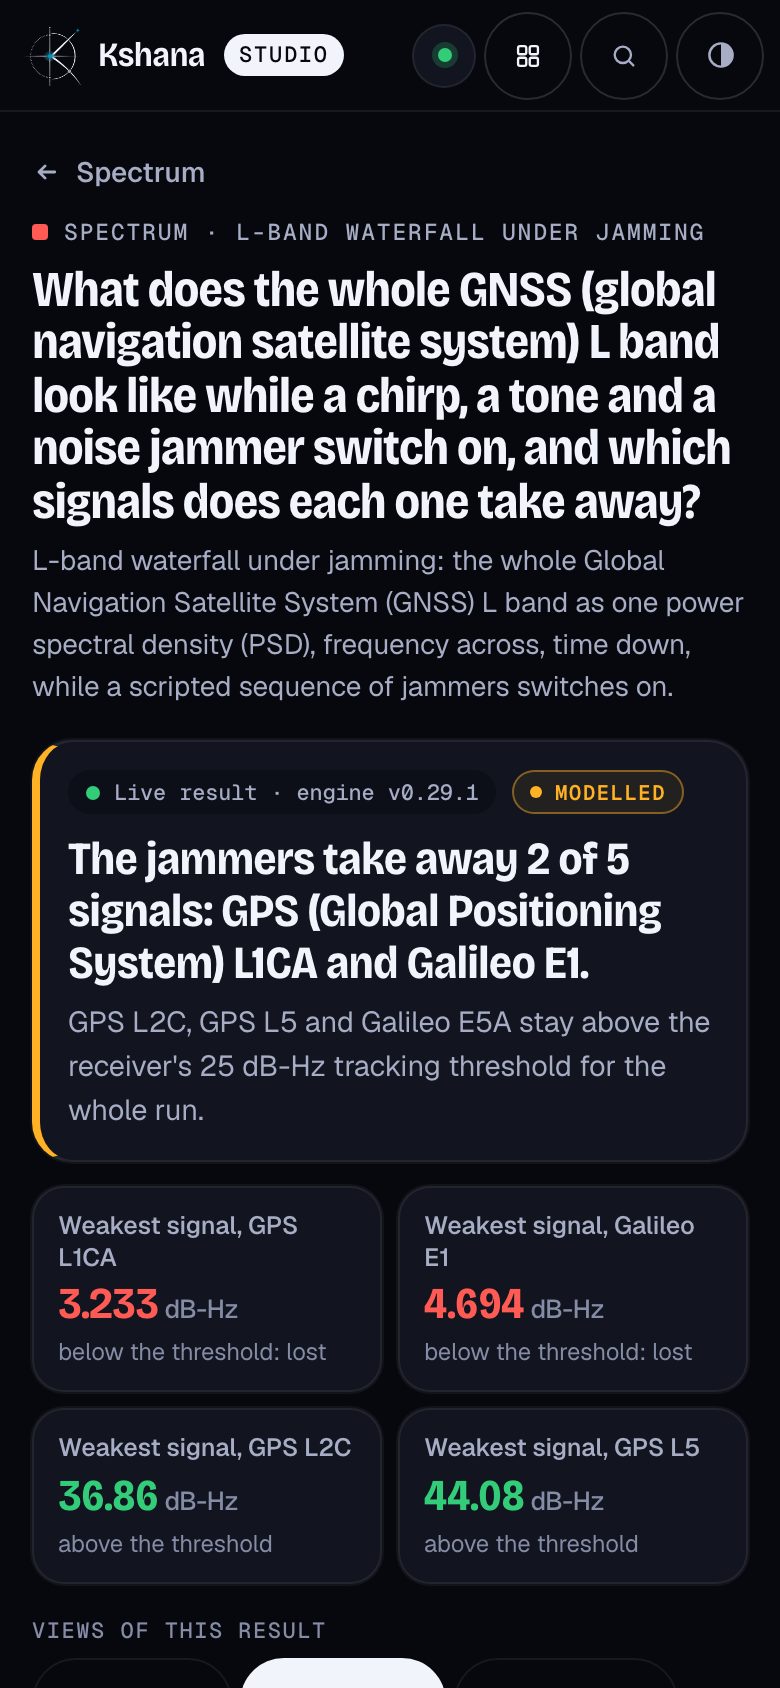 Kshana STUDIO
← Spectrum
SPECTRUM · L-BAND WATERFALL UNDER JAMMING
What does the whole GNSS (global
navigation satellite system) L band
look like while a chirp, a tone and a
noise jammer switch on, and which
signals does each one take away?
L-band waterfall under jamming: the whole Global
Navigation Satellite System (GNSS) L band as one power
spectral density (PSD), frequency across, time down,
while a scripted sequence of jammers switches on.
Live result · engine v0.29.1
MODELLED
The jammers take away 2 of 5
signals: GPS (Global Positioning
System) L1CA and Galileo E1.
GPS L2C, GPS L5 and Galileo E5A stay above the
receiver's 25 dB-Hz tracking threshold for the
whole run.
Weakest signal, GPS
L1CA
3.233 dB-Hz
below the threshold: lost
Weakest signal, Galileo
E1
4.694 dB-Hz
below the threshold: lost
Weakest signal, GPS L2C
36.86 dB-Hz
above the threshold
Weakest signal, GPS L5
44.08 dB-Hz
above the threshold
VIEWS OF THIS RESULT